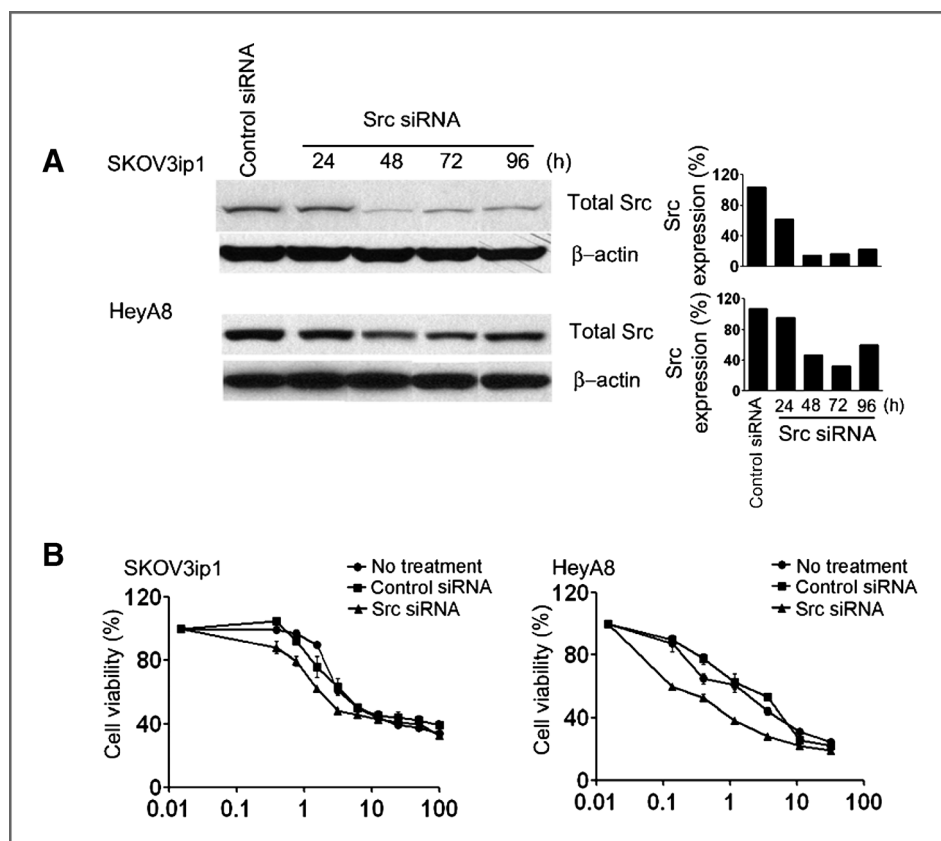 A
SKOV3ip1
Control siRNA
Src siRNA
24 48 72 96 (h)
Total Src
β–actin
HeyA8
Total Src
β–actin
Src
expression (%)
120
80
40
0
Src
expression (%)
120
80
40
0
Control siRNA
24 48 72 96 (h)
Src siRNA
B
SKOV3ip1
No treatment
Control siRNA
Src siRNA
Cell viability (%)
120
80
40
0
0.01 0.1 1 10 100
HeyA8
No treatment
Control siRNA
Src siRNA
Cell viability (%)
120
80
40
0
0.01 0.1 1 10 100